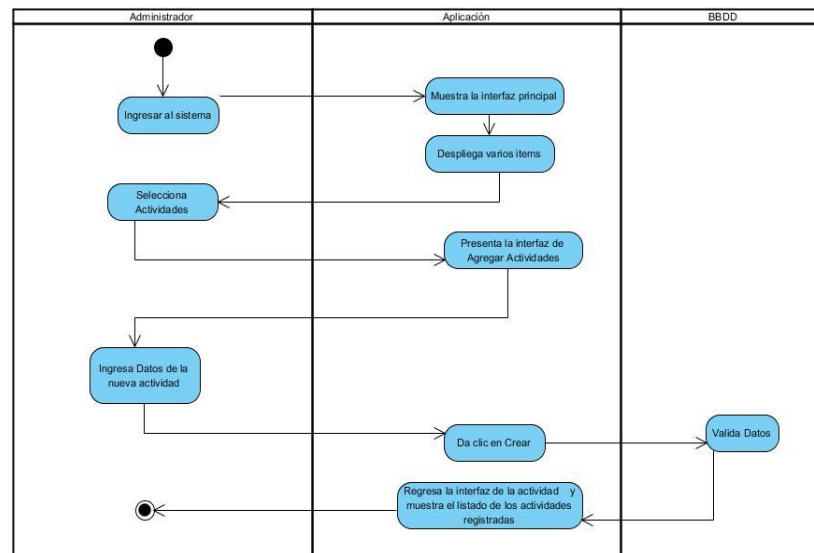 Administrador
Aplicación
BBDD
Ingresar al sistema
Muestra la interfaz principal
Despliega varios items
Selecciona
Actividades
Presenta la interfaz de
Agregar Actividades
Ingresa Datos de la
nueva actividad
Da clic en Crear
Valida Datos
Regresa la interfaz de la actividad y
muestra el listado de los actividades
registradas